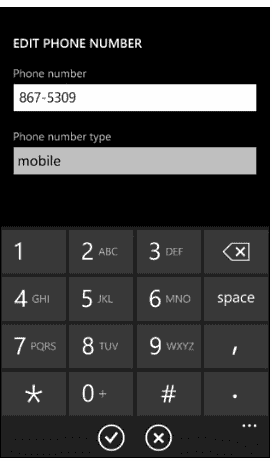 EDIT PHONE NUMBER
Phone number
867-5309
Phone number type
mobile
1 2 ABC 3 DEF
4 GHI 5 JKL 6 MNO space
7 PQRS 8 TUV 9 WXYZ ,
* 0 + # .
...